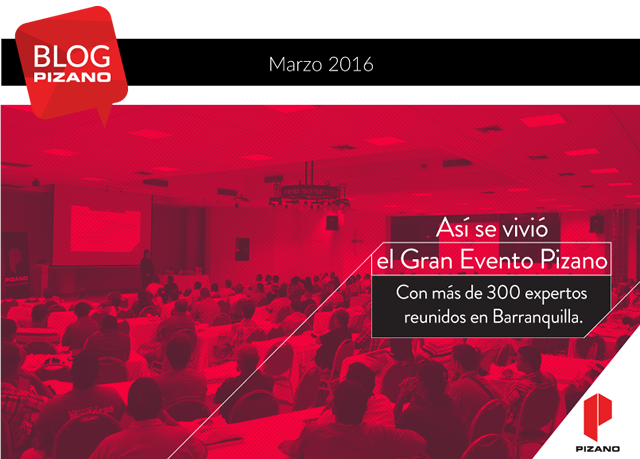 BLOG
PIZANO
Marzo 2016
Así se vivió
el Gran Evento Pizano
Con más de 300 expertos
reunidos en Barranquilla.
PIZANO
PIZANO